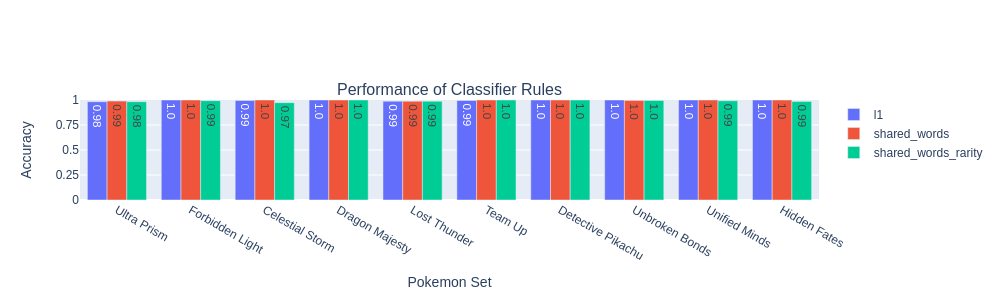 Performance of Classifier Rules
Accuracy
1
0.75
0.5
0.25
0
0.98 0.99 0.98
1.0 1.0 0.99
0.99 1.0 0.97
1.0 1.0 1.0
0.99 0.99 0.99
0.99 1.0 1.0
1.0 1.0 1.0
1.0 1.0 1.0
1.0 1.0 0.99
1.0 1.0 0.99
Ultra Prism
Forbidden Light
Celestial Storm
Dragon Majesty
Lost Thunder
Team Up
Detective Pikachu
Unbroken Bonds
Unified Minds
Hidden Fates
Pokemon Set
l1
shared_words
shared_words_rarity